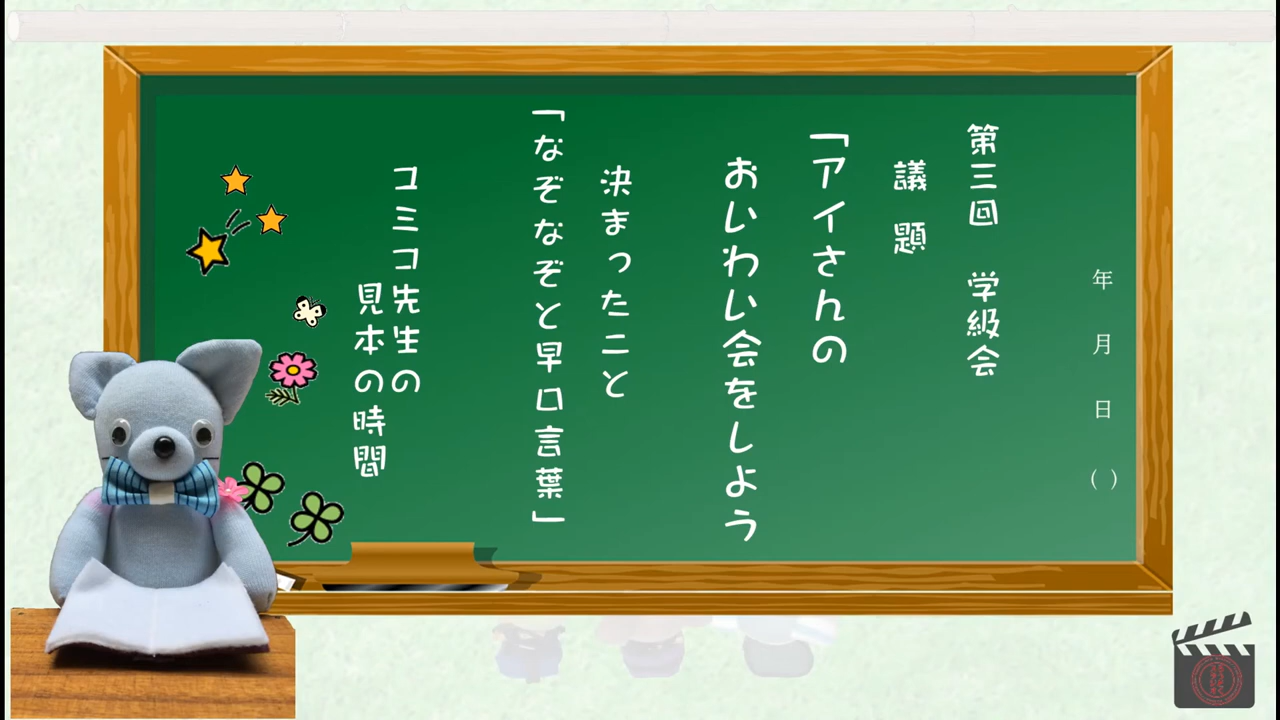 年 月 日 ( )
第三回 学級会
議 題
「アイさんの
おいわい会をしよう
決まったこと
「なぞなぞと早口言葉」
コミコ先生の
見本の時間